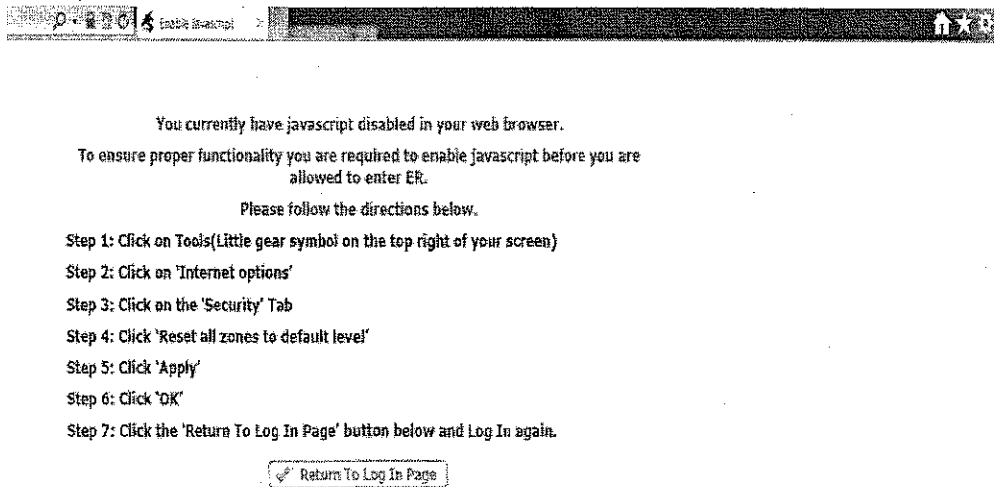 Enable Javascript
You currently have javascript disabled in your web browser.
To ensure proper functionality you are required to enable javascript before you are
allowed to enter ER.
Please follow the directions below.
Step 1: Click on Tools(Little gear symbol on the top right of your screen)
Step 2: Click on 'Internet options'
Step 3: Click on the 'Security' Tab
Step 4: Click 'Reset all zones to default level'
Step 5: Click 'Apply'
Step 6: Click 'OK'
Step 7: Click the 'Return To Log In Page' button below and Log In again.
Return To Log In Page